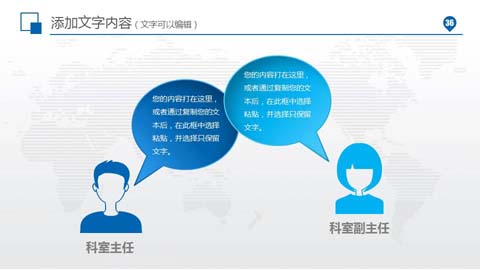 添加文字内容（文字可以编辑）
36
您的内容打在这里，
或者通过复制您的文
本后，在此框中选择
粘贴，并选择只保留
文字。
您的内容打在这里，
或者通过复制您的文
本后，在此框中选择
粘贴，并选择只保留
文字。
科室主任
科室副主任